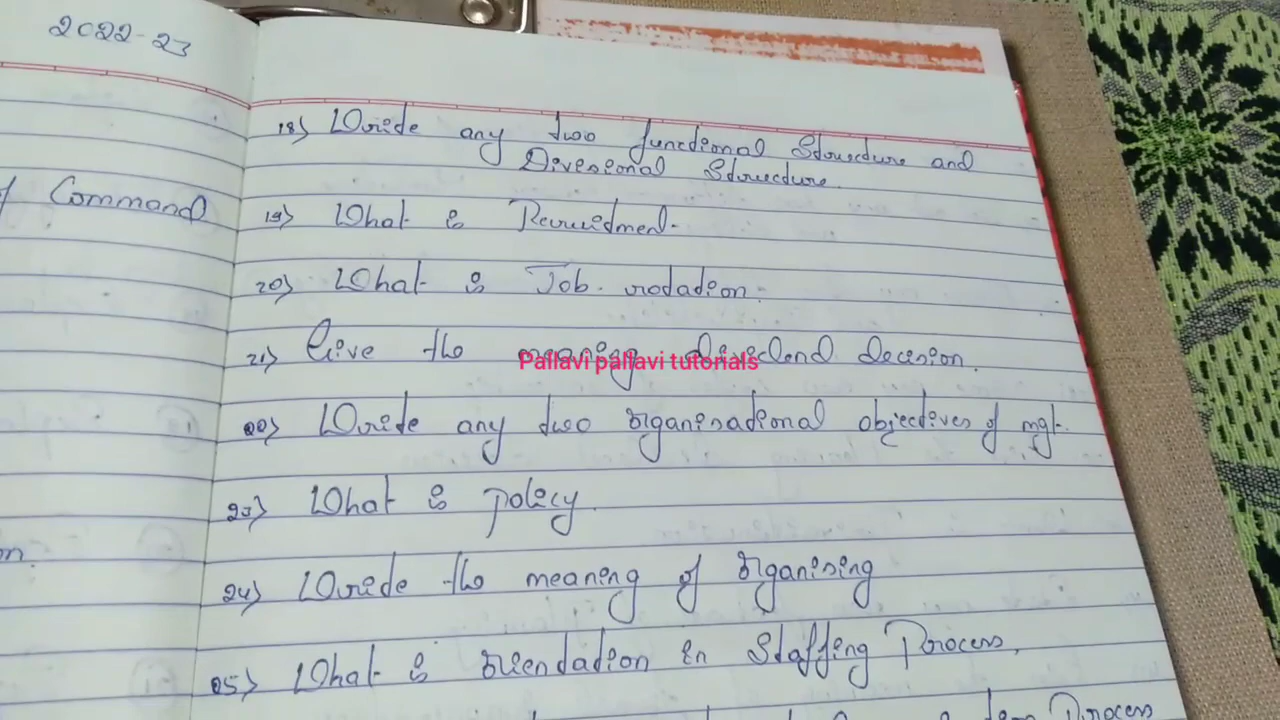 2022-23
Command
18) Write any two functional Structure and
Divisional Structure.
19) What is Recruitment.
20) What is Job rotation.
21) Give the meaning dividend decision.
Pallavi pallavi tutorials
22) Write any two organisational objectives of mgt.
23) What is policy.
24) Write the meaning of organising
25) What is orientation in Staffing Process.
Process